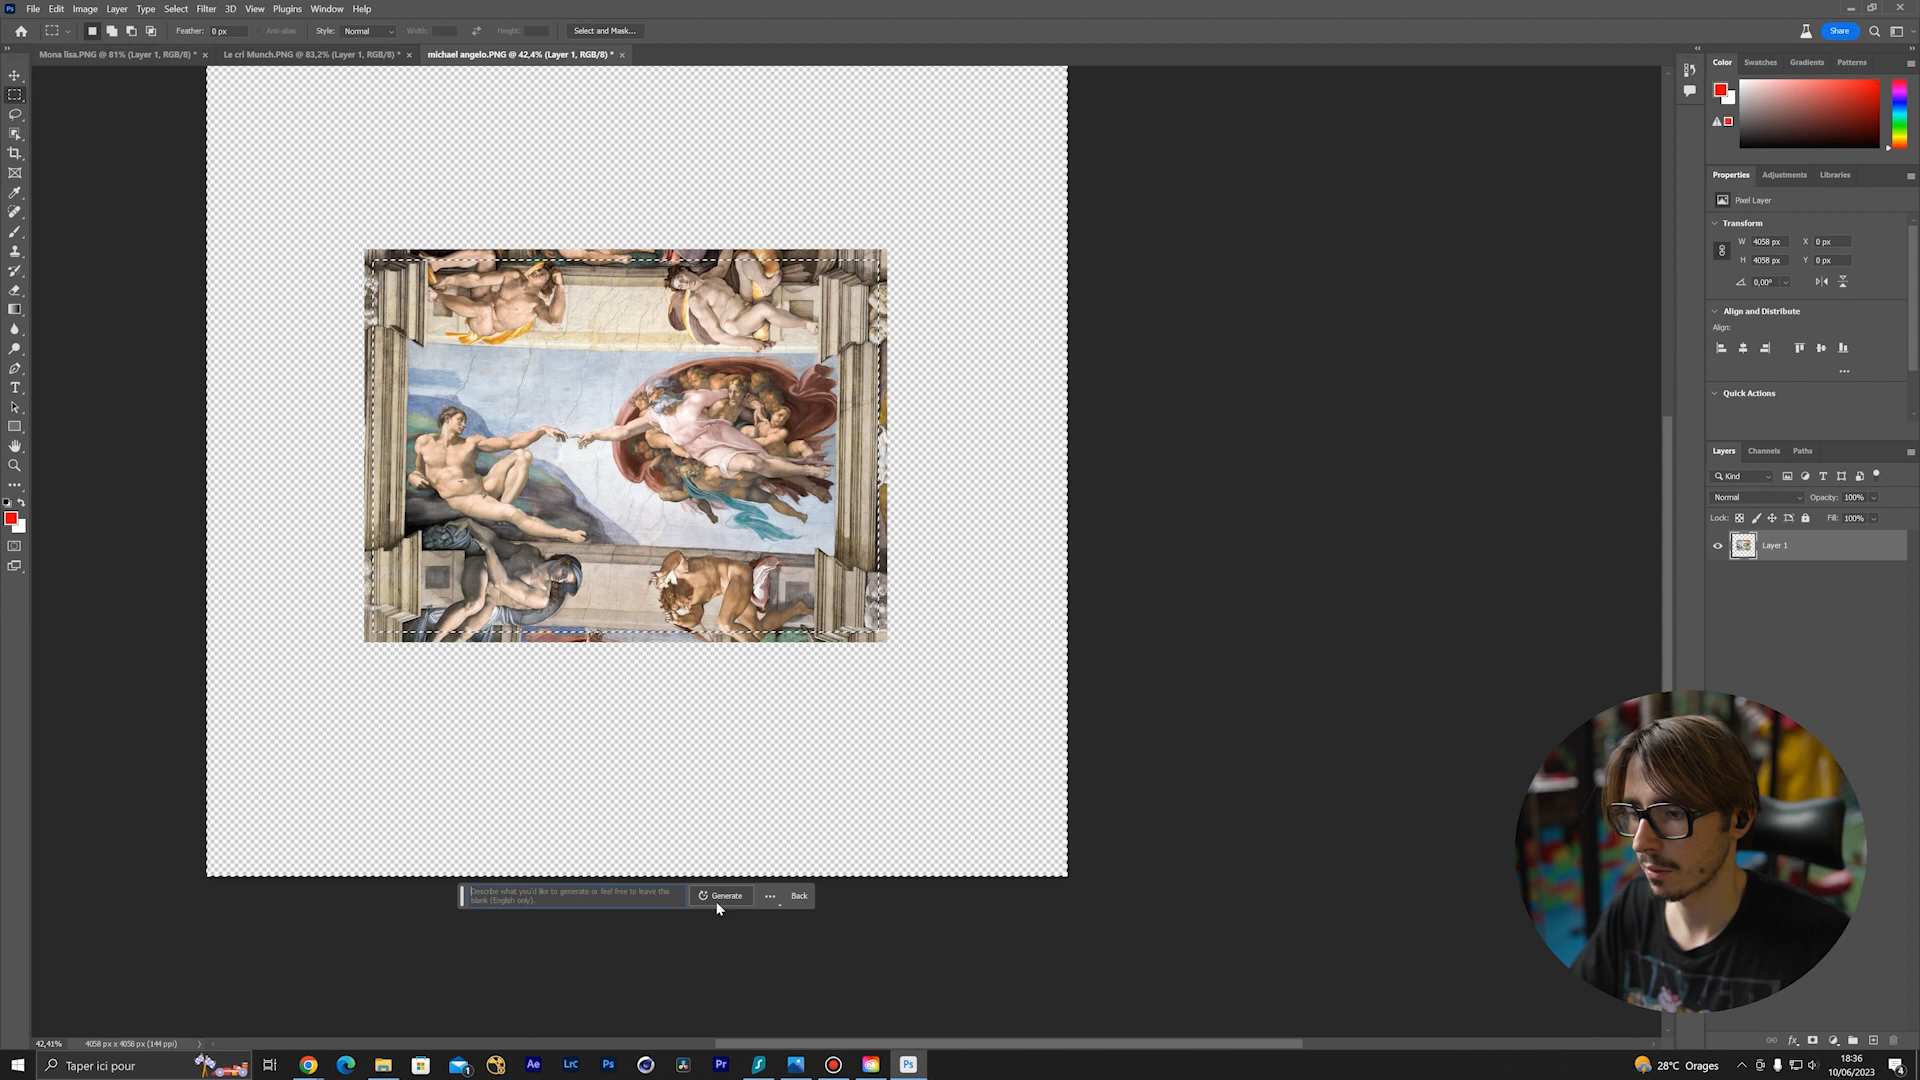 Ps File Edit Image Layer Type Select Filter 3D View Plugins Window Help
Feather: 0 px Anti-alias Style: Normal Width: Height: Select and Mask... Share
Mona lisa.PNG @ 81% (Layer 1, RGB/8) * × Le cri Munch.PNG @ 83,2% (Layer 1, RGB/8) * × michael angelo.PNG @ 42,4% (Layer 1, RGB/8) * ×
Color Swatches Gradients Patterns
Properties Adjustments Libraries
Pixel Layer
Transform
W 4058 px X 0 px
H 4058 px Y 0 px
0,00°
Align and Distribute
Align:
Quick Actions
Layers Channels Paths
Kind
Normal Opacity: 100%
Lock: Fill: 100%
Layer 1
Describe what you'd like to generate or feel free to leave this
blank (English only).
Generate ... Back
42,41% 4058 px x 4058 px (144 ppi)
Taper ici pour
Ae LrC Ps Pr Ps
28°C Orages
18:36
10/06/2023